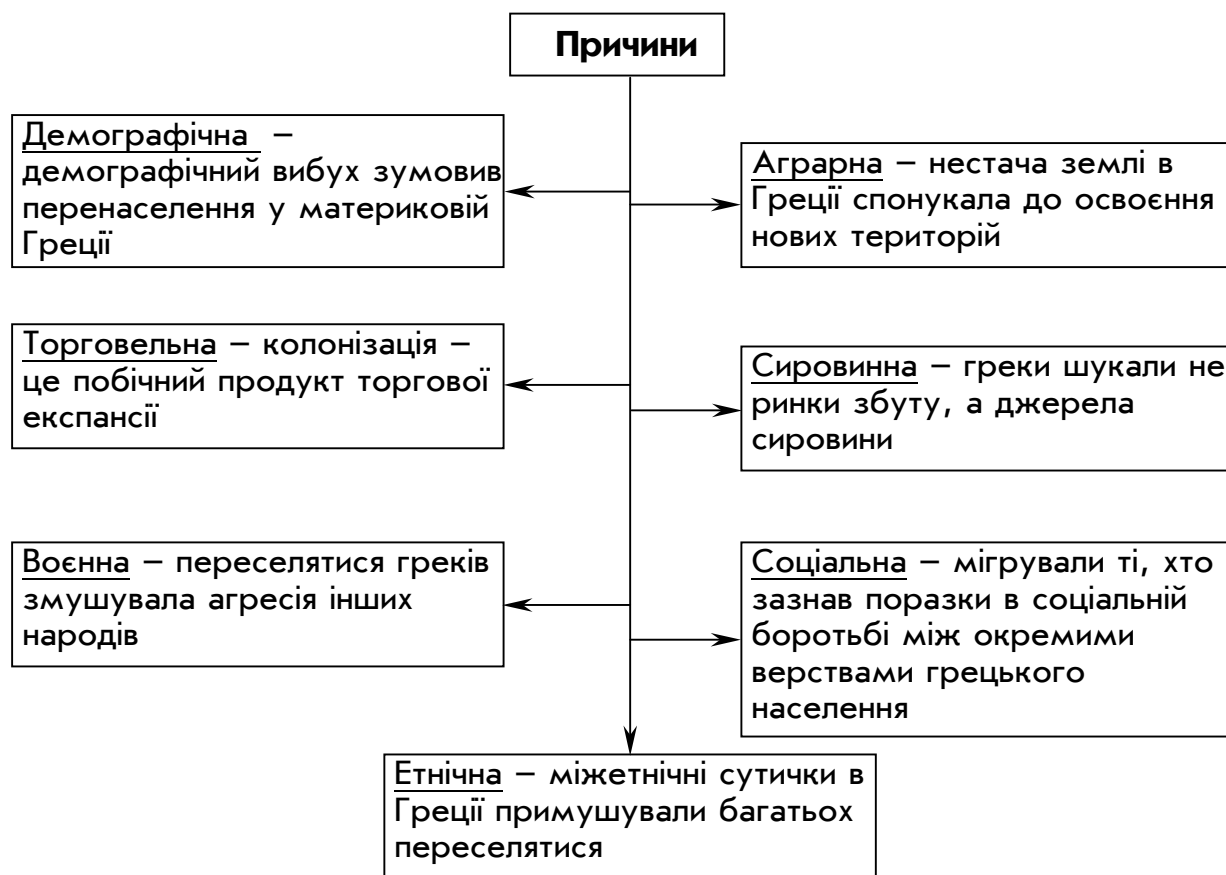 Причини
Демографічна –
демографічний вибух зумовив
перенаселення у материковій
Греції
Аграрна – нестача землі в
Греції спонукала до освоєння
нових територій
Торговельна – колонізація –
це побічний продукт торгової
експансії
Сировинна – греки шукали не
ринки збуту, а джерела
сировини
Воєнна – переселятися греків
змушувала агресія інших
народів
Соціальна – мігрували ті, хто
зазнав поразки в соціальній
боротьбі між окремими
верствами грецького
населення
Етнічна – міжетнічні сутички в
Греції примушували багатьох
переселятися